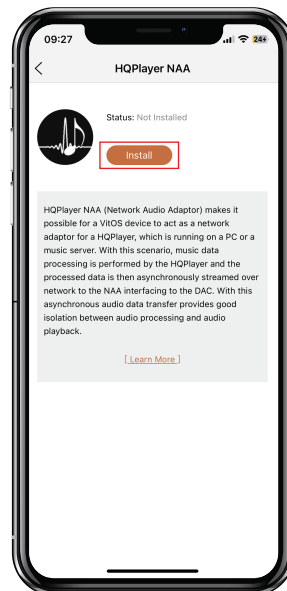 09:27
24
HQPlayer NAA
Status: Not Installed
Install
HQPlayer NAA (Network Audio Adaptor) makes it
possible for a VitOS device to act as a network
adaptor for a HQPlayer, which is running on a PC or a
music server. With this scenario, music data
processing is performed by the HQPlayer and the
processed data is then asynchronously streamed over
network to the NAA interfacing to the DAC. With this
asynchronous audio data transfer provides good
isolation between audio processing and audio
playback.
[ Learn More ]